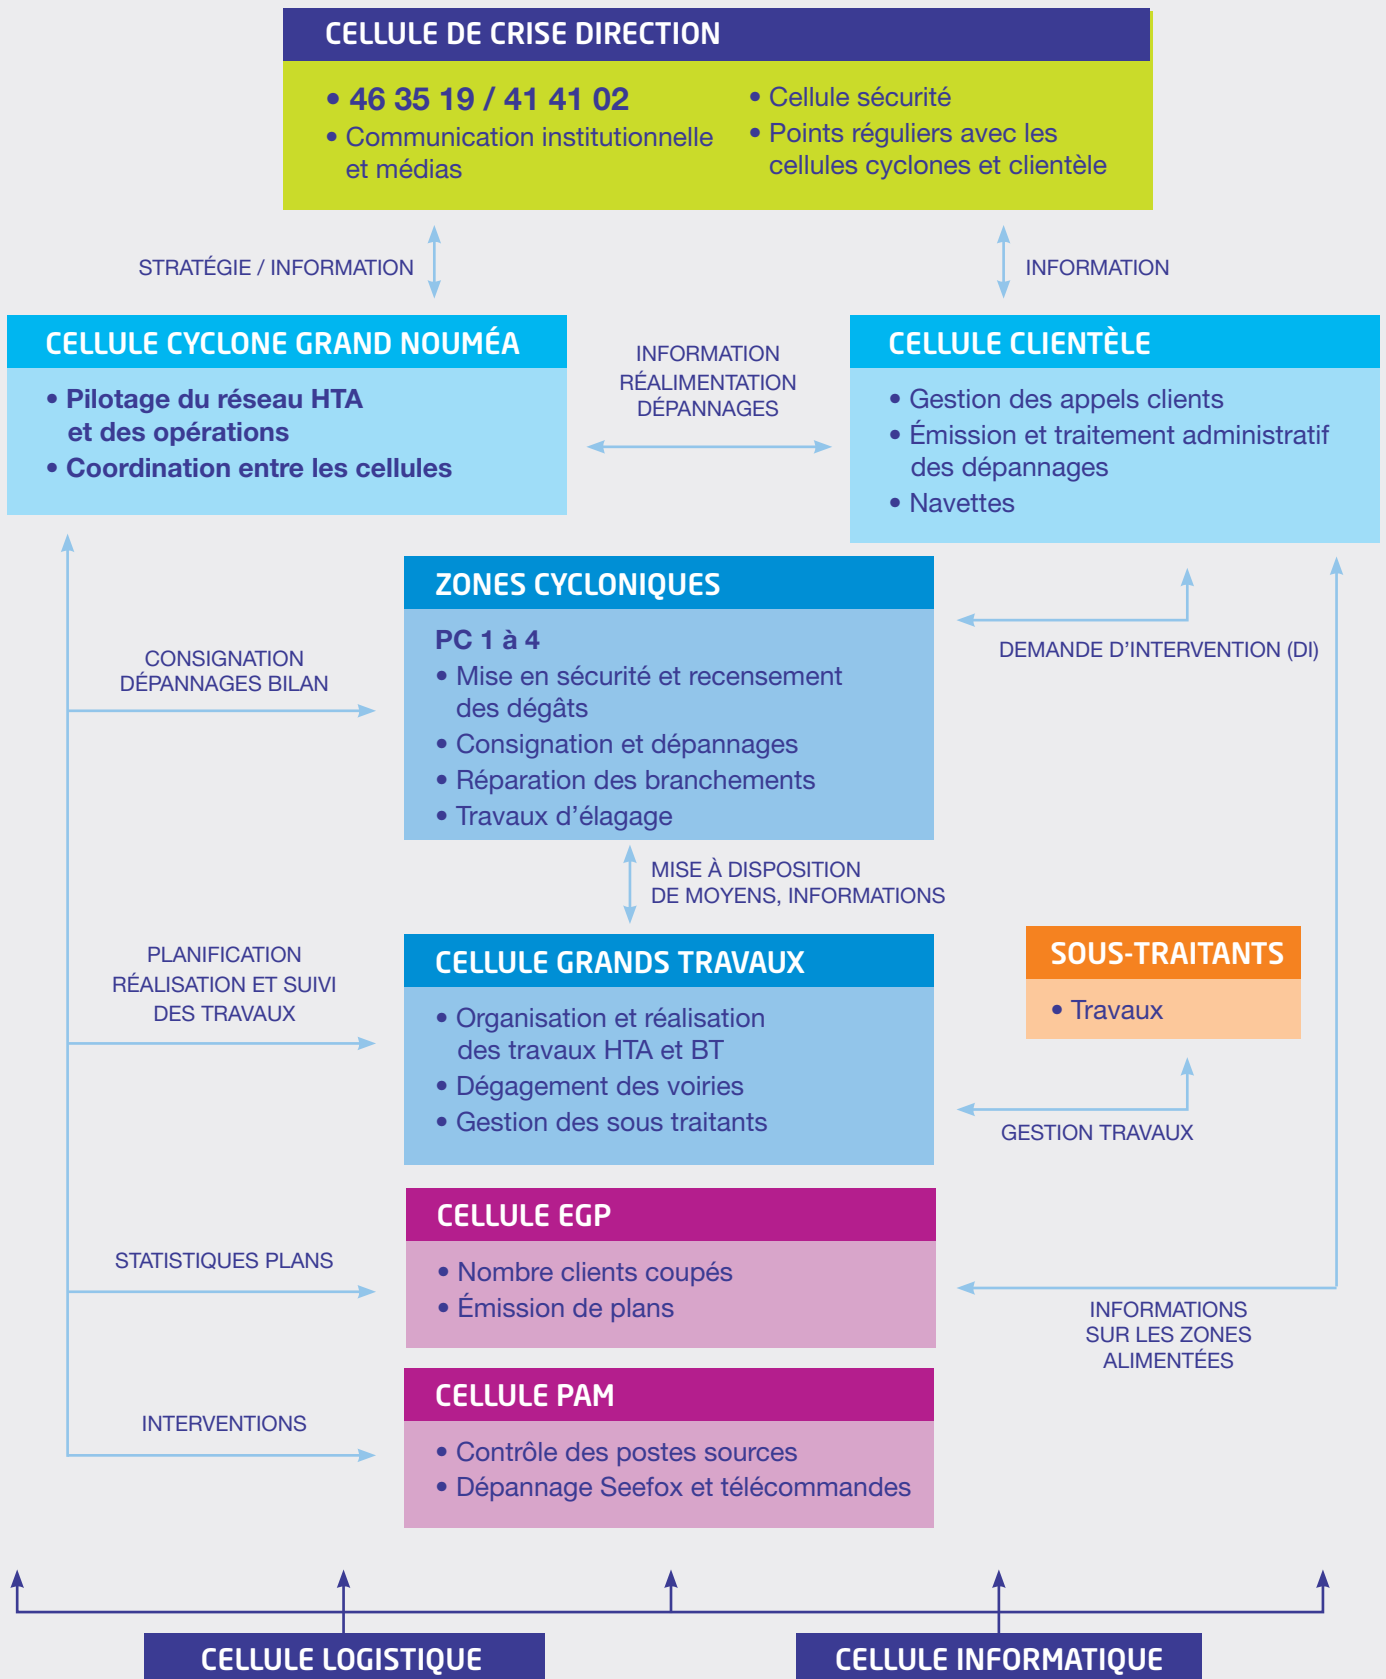 CELLULE DE CRISE DIRECTION
• 46 35 19 / 41 41 02
• Communication institutionnelle
et médias
• Cellule sécurité
• Points réguliers avec les
cellules cyclones et clientèle
STRATÉGIE / INFORMATION
INFORMATION
CELLULE CYCLONE GRAND NOUMÉA
• Pilotage du réseau HTA
et des opérations
• Coordination entre les cellules
INFORMATION
RÉALIMENTATION
DÉPANNAGES
CELLULE CLIENTÈLE
• Gestion des appels clients
• Émission et traitement administratif
des dépannages
• Navettes
ZONES CYCLONIQUES
PC 1 à 4
• Mise en sécurité et recensement
des dégâts
• Consignation et dépannages
• Réparation des branchements
• Travaux d’élagage
CONSIGNATION
DÉPANNAGES BILAN
DEMANDE D’INTERVENTION (DI)
MISE À DISPOSITION
DE MOYENS, INFORMATIONS
PLANIFICATION
RÉALISATION ET SUIVI
DES TRAVAUX
CELLULE GRANDS TRAVAUX
• Organisation et réalisation
des travaux HTA et BT
• Dégagement des voiries
• Gestion des sous traitants
SOUS-TRAITANTS
• Travaux
GESTION TRAVAUX
CELLULE EGP
• Nombre clients coupés
• Émission de plans
STATISTIQUES PLANS
INFORMATIONS
SUR LES ZONES
ALIMENTÉES
CELLULE PAM
• Contrôle des postes sources
• Dépannage Seefox et télécommandes
INTERVENTIONS
CELLULE LOGISTIQUE
CELLULE INFORMATIQUE